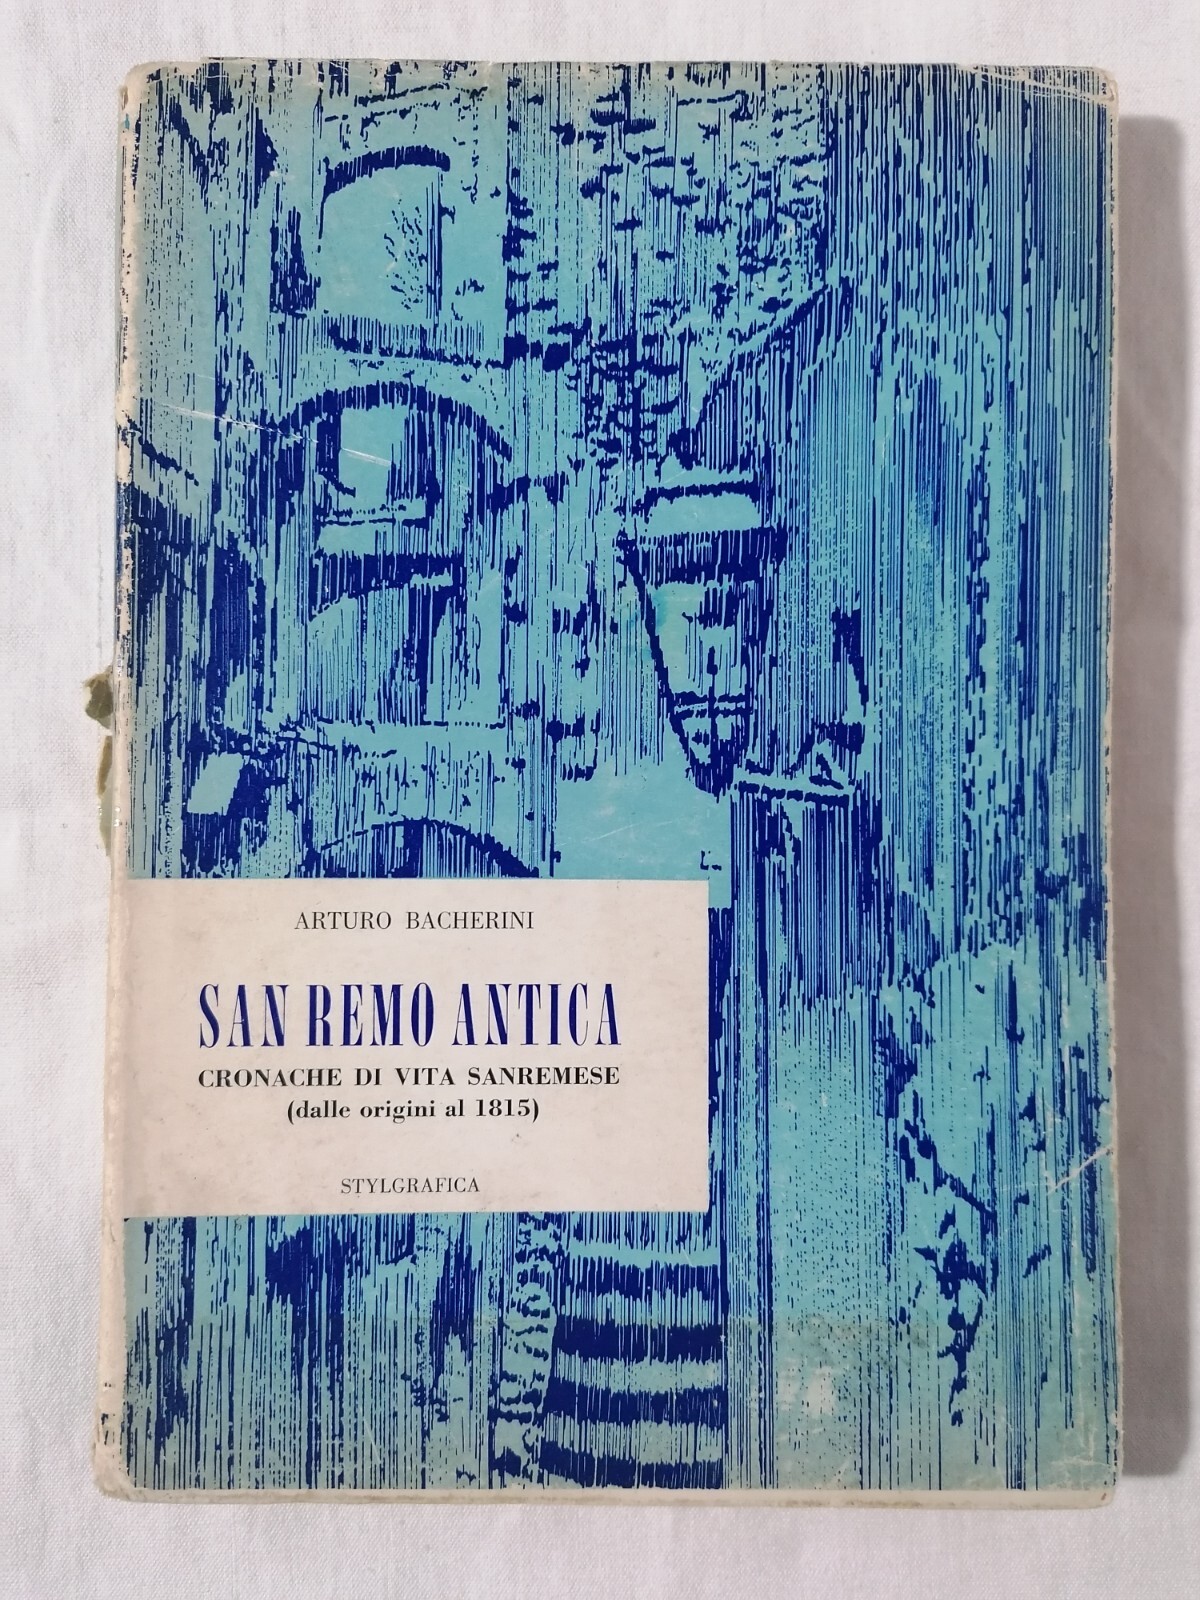 ARTURO BACHERINI
SAN REMO ANTICA
CRONACHE DI VITA SANREMESE
(dalle origini al 1815)
STYLGRAFICA